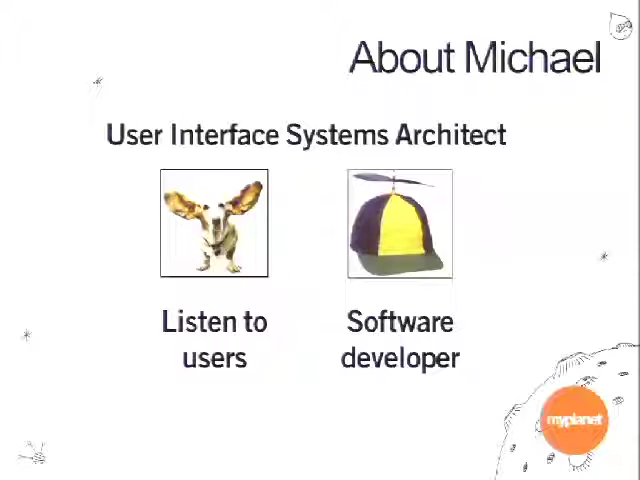 About Michael
User Interface Systems Architect
Listen to
users
Software
developer
myplanet